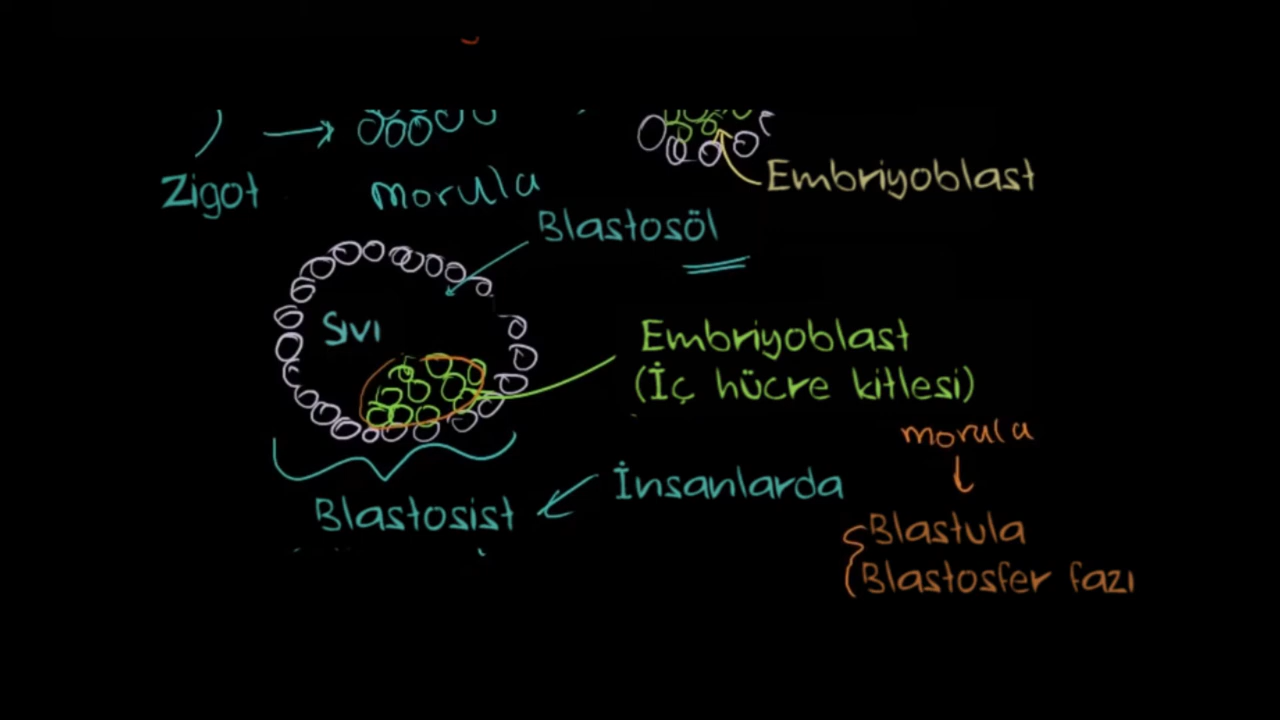 Zigot
morula
Embriyoblast
Blastosöl
Sıvı
Embriyoblast
(İç hücre kitlesi)
morula
İnsanlarda
Blastosist
Blastula
Blastosfer fazı